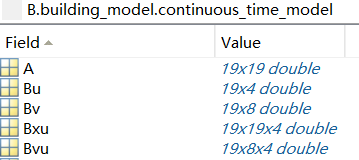 B.building_model.continuous_time_model
Field Value
A 19x19 double
Bu 19x4 double
Bv 19x8 double
Bxu 19x19x4 double
Bvu 19x8x4 double